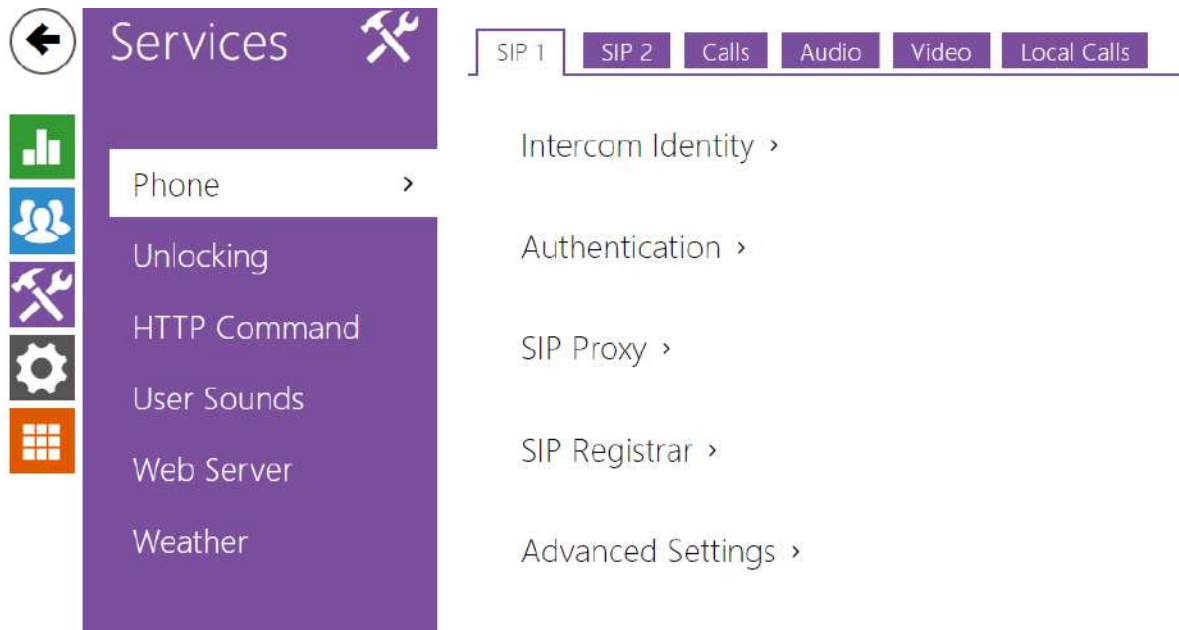 Services
SIP 1 SIP 2 Calls Audio Video Local Calls
Phone
Unlocking
HTTP Command
User Sounds
Web Server
Weather
Intercom Identity
Authentication
SIP Proxy
SIP Registrar
Advanced Settings